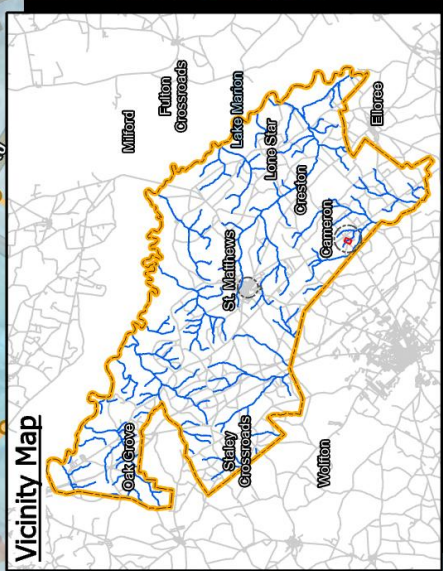 Vicinity Map
Oak Grove
Staley
Crossroads
Wolfton
St. Matthews
Milford
Fulton
Crossroads
Lake Marion
Lone Star
Creston
Cameron
Elloree